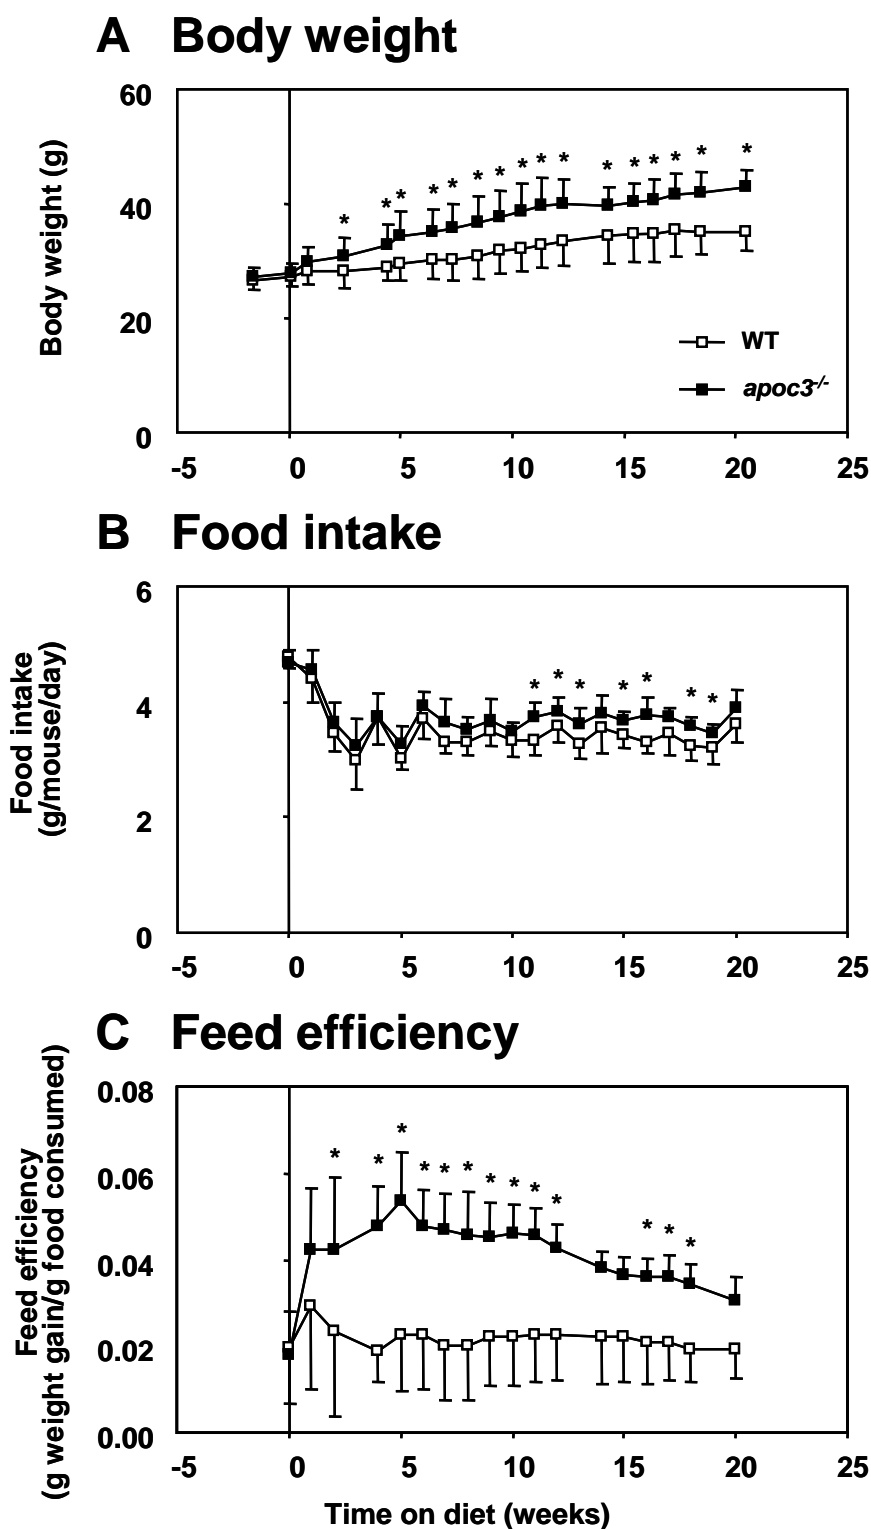 A Body weight
Body weight (g)
60
40
20
0
* * * * * * * * * * * * * * * * *
WT
apoc3-/-
-5 0 5 10 15 20 25
B Food intake
Food intake
(g/mouse/day)
6
4
2
0
* * * * * * *
-5 0 5 10 15 20 25
C Feed efficiency
Feed efficiency
(g weight gain/g food consumed)
0.08
0.06
0.04
0.02
0.00
* * * * * * * * * * * * *
-5 0 5 10 15 20 25
Time on diet (weeks)